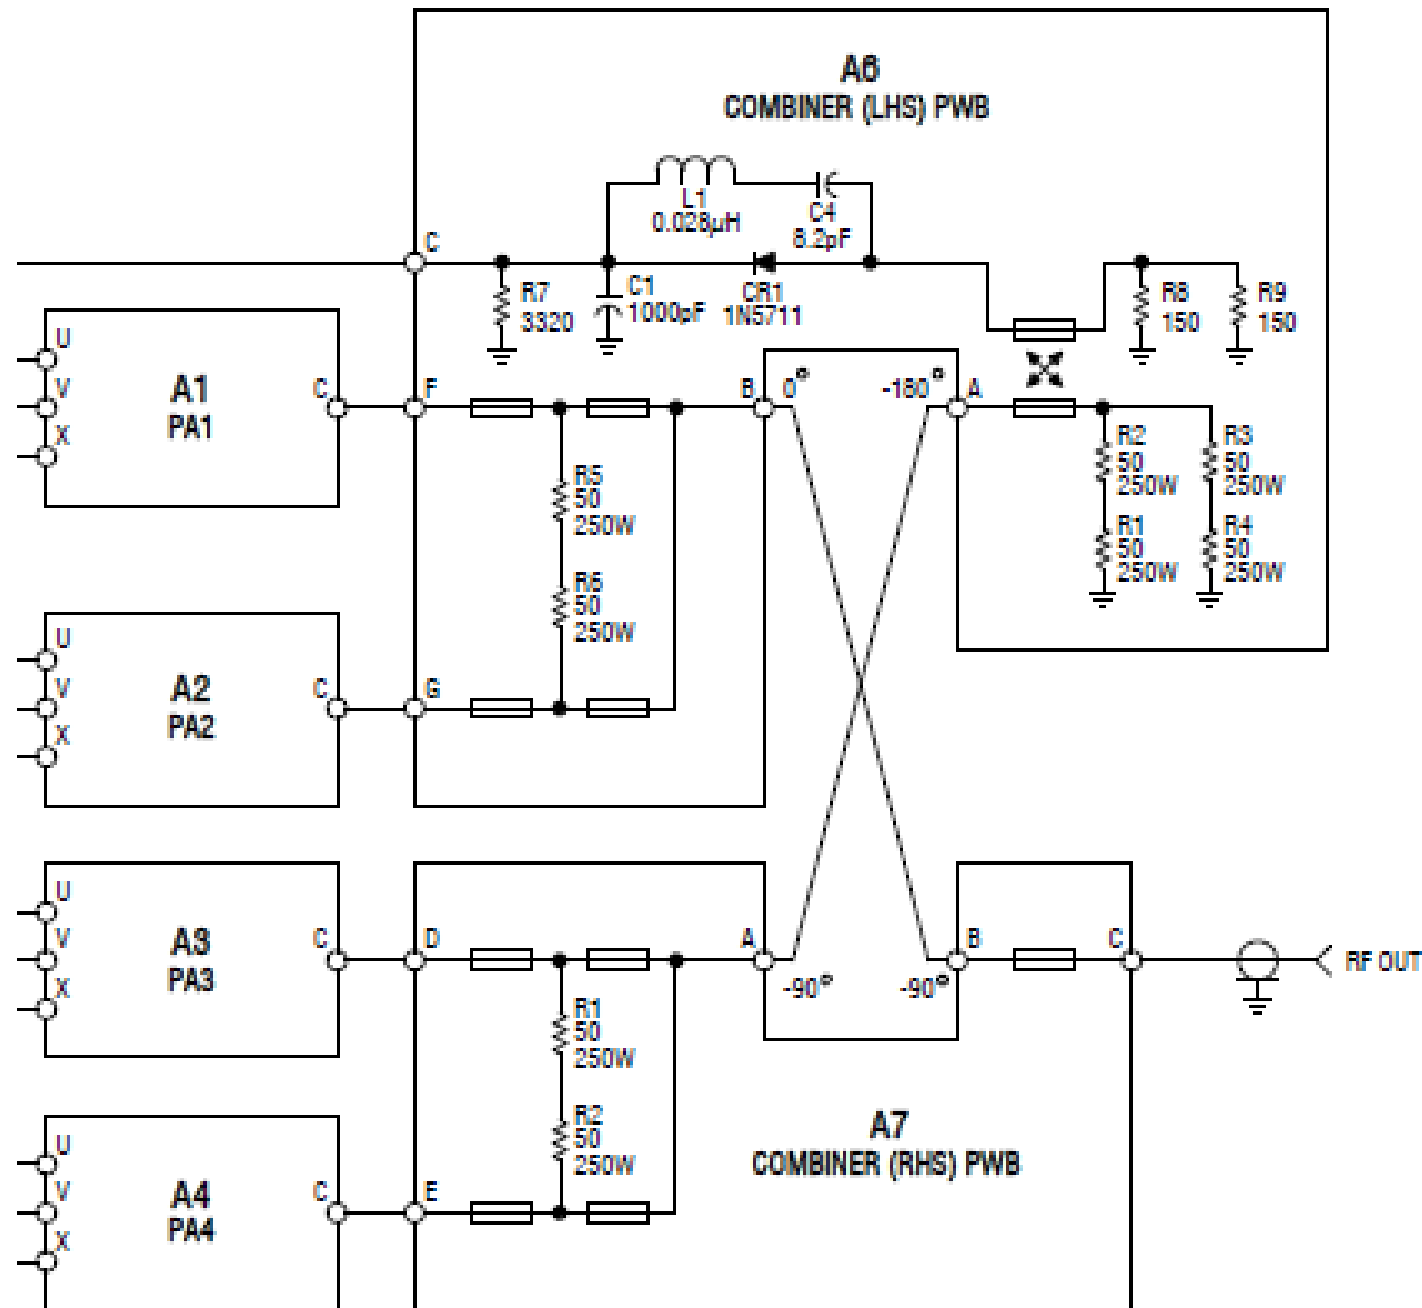 A6
COMBINER (LHS) PWB
L1
0.028µH
C4
8.2pF
C
R7
3320
C1
1000pF
CR1
1N5711
R8
150
R9
150
U
V
X
A1
PA1
C
F
B
0°
-180°
A
R5
50
250W
R6
50
250W
R2
50
250W
R3
50
250W
R1
50
250W
R4
50
250W
U
V
X
A2
PA2
C
G
U
V
X
A3
PA3
C
D
A
-90°
-90°
B
C
RF OUT
R1
50
250W
R2
50
250W
A7
COMBINER (RHS) PWB
U
V
X
A4
PA4
C
E